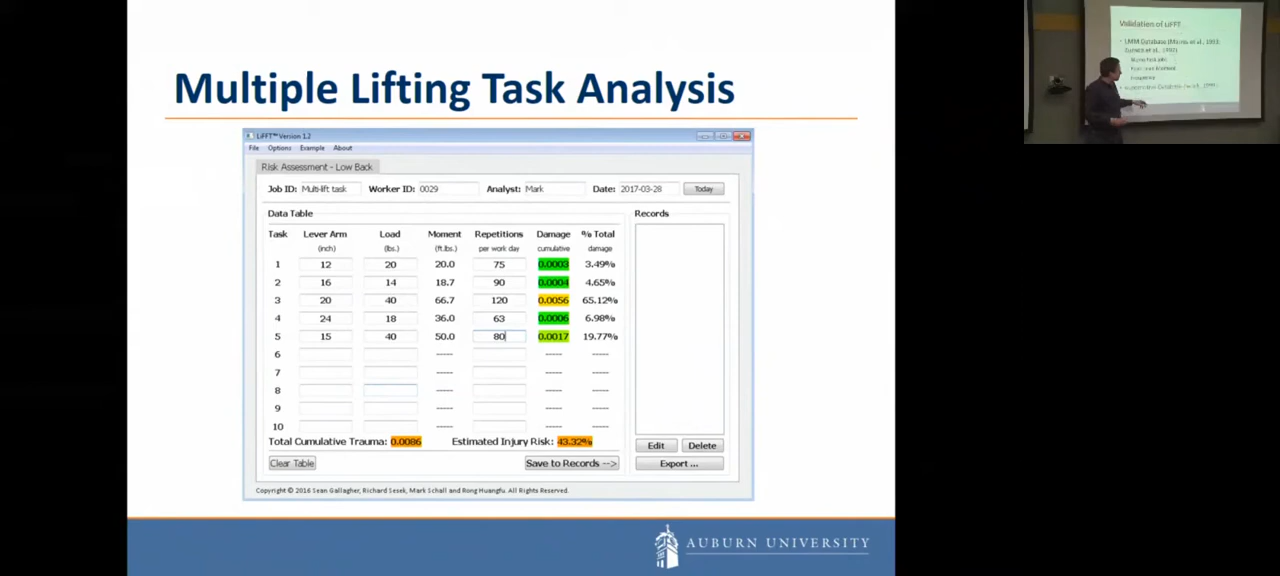 Multiple Lifting Task Analysis
LiFFT™ Version 1.2
File Options Example About
Risk Assessment - Low Back
Job ID: Multi-lift task Worker ID: 0029 Analyst: Mark Date: 2017-03-28 Today
Data Table Records
Task Lever Arm Load Moment Repetitions Damage % Total
(inch) (lbs.) (ft.lbs.) per work day cumulative damage
1 12 20 20.0 75 0.0003 3.49%
2 16 14 18.7 90 0.0004 4.65%
3 20 40 66.7 120 0.0056 65.12%
4 24 18 36.0 63 0.0006 6.98%
5 15 40 50.0 80 0.0017 19.77%
6 ----- ----- -----
7 ----- ----- -----
8 ----- ----- -----
9 ----- ----- -----
10 ----- ----- -----
Total Cumulative Trauma: 0.0086 Estimated Injury Risk: 43.32%
Edit Delete
Clear Table Save to Records --> Export ...
Copyright © 2016 Sean Gallagher, Richard Sesek, Mark Schall and Rong Huangfu. All Rights Reserved.
AUBURN UNIVERSITY
Validation of LiFFT
LMM Database (Marras et al., 1993;